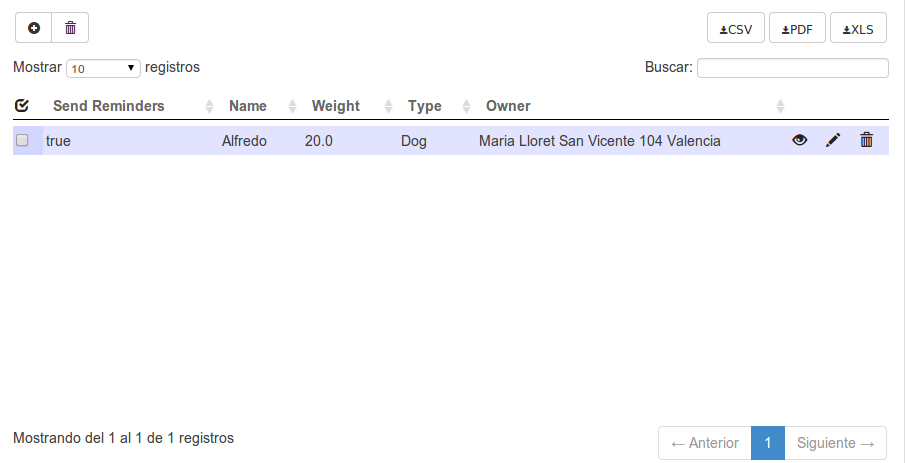 CSV PDF XLS
Mostrar 10 registros Buscar:
Send Reminders Name Weight Type Owner
true Alfredo 20.0 Dog Maria Lloret San Vicente 104 Valencia
Mostrando del 1 al 1 de 1 registros ← Anterior 1 Siguiente →